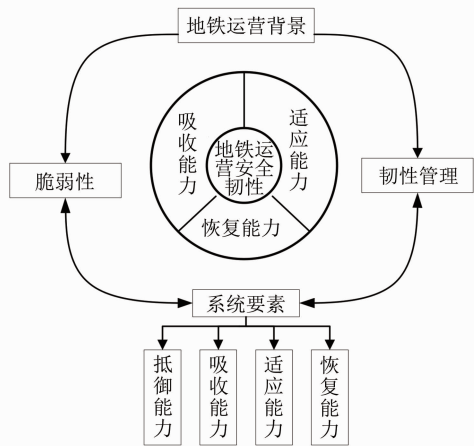 地铁运营背景
吸收能力
适应能力
地铁运
营安全
韧性
恢复能力
脆弱性
韧性管理
系统要素
抵御能力
吸收能力
适应能力
恢复能力